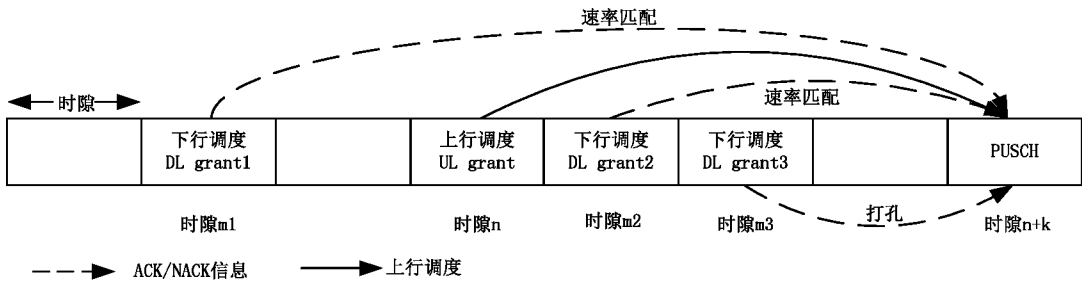 速率匹配
时隙
速率匹配
下行调度
DL grant1
上行调度
UL grant
下行调度
DL grant2
下行调度
DL grant3
PUSCH
打孔
时隙m1
时隙n
时隙m2
时隙m3
时隙n+k
ACK/NACK信息
上行调度